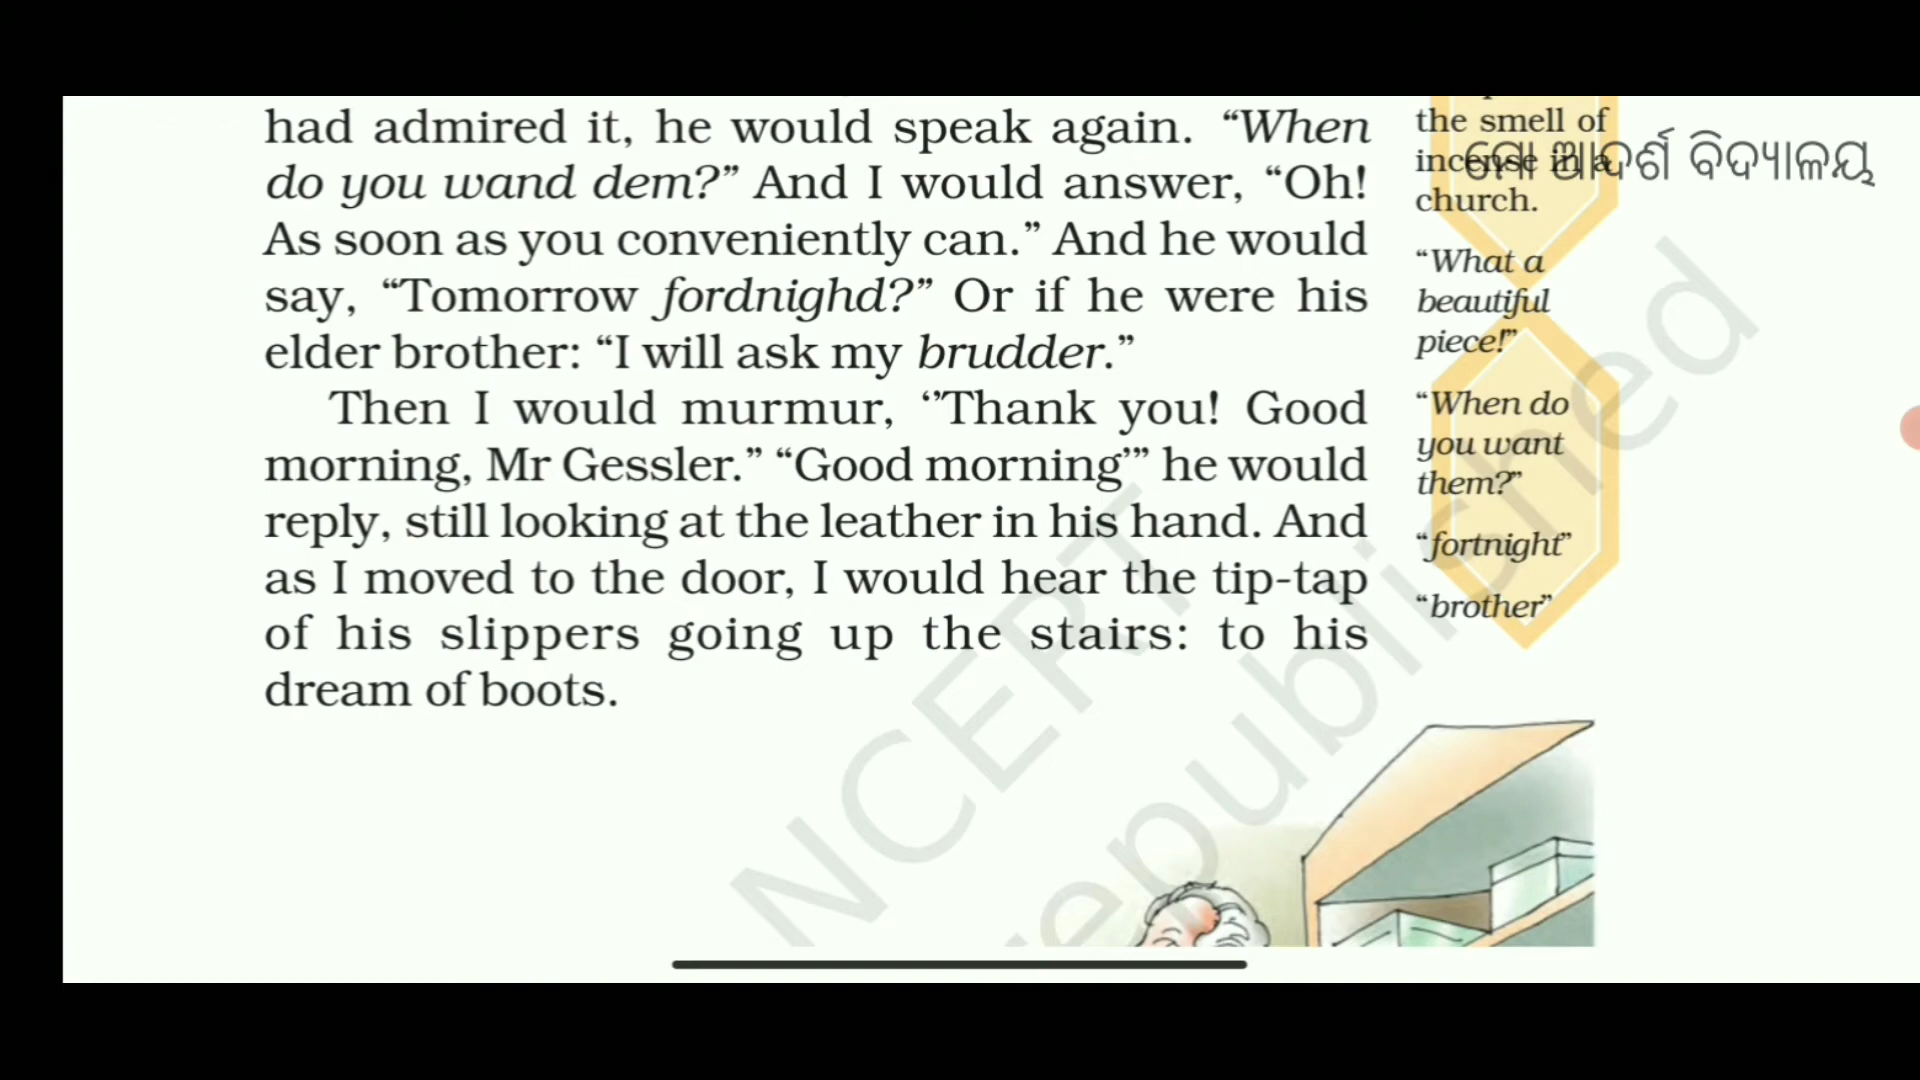 had admired it, he would speak again. “When
do you wand dem?” And I would answer, “Oh!
As soon as you conveniently can.” And he would
say, “Tomorrow fordnighd?” Or if he were his
elder brother: “I will ask my brudder.”
Then I would murmur, ‘”Thank you! Good
morning, Mr Gessler.” “Good morning’” he would
reply, still looking at the leather in his hand. And
as I moved to the door, I would hear the tip-tap
of his slippers going up the stairs: to his
dream of boots.
the smell of
incense in a
church.
“What a
beautiful
piece!”
“When do
you want
them?”
“fortnight”
“brother”
ମୋ ଆଦର୍ଶ ବିଦ୍ୟାଳୟ
NCERT
republished